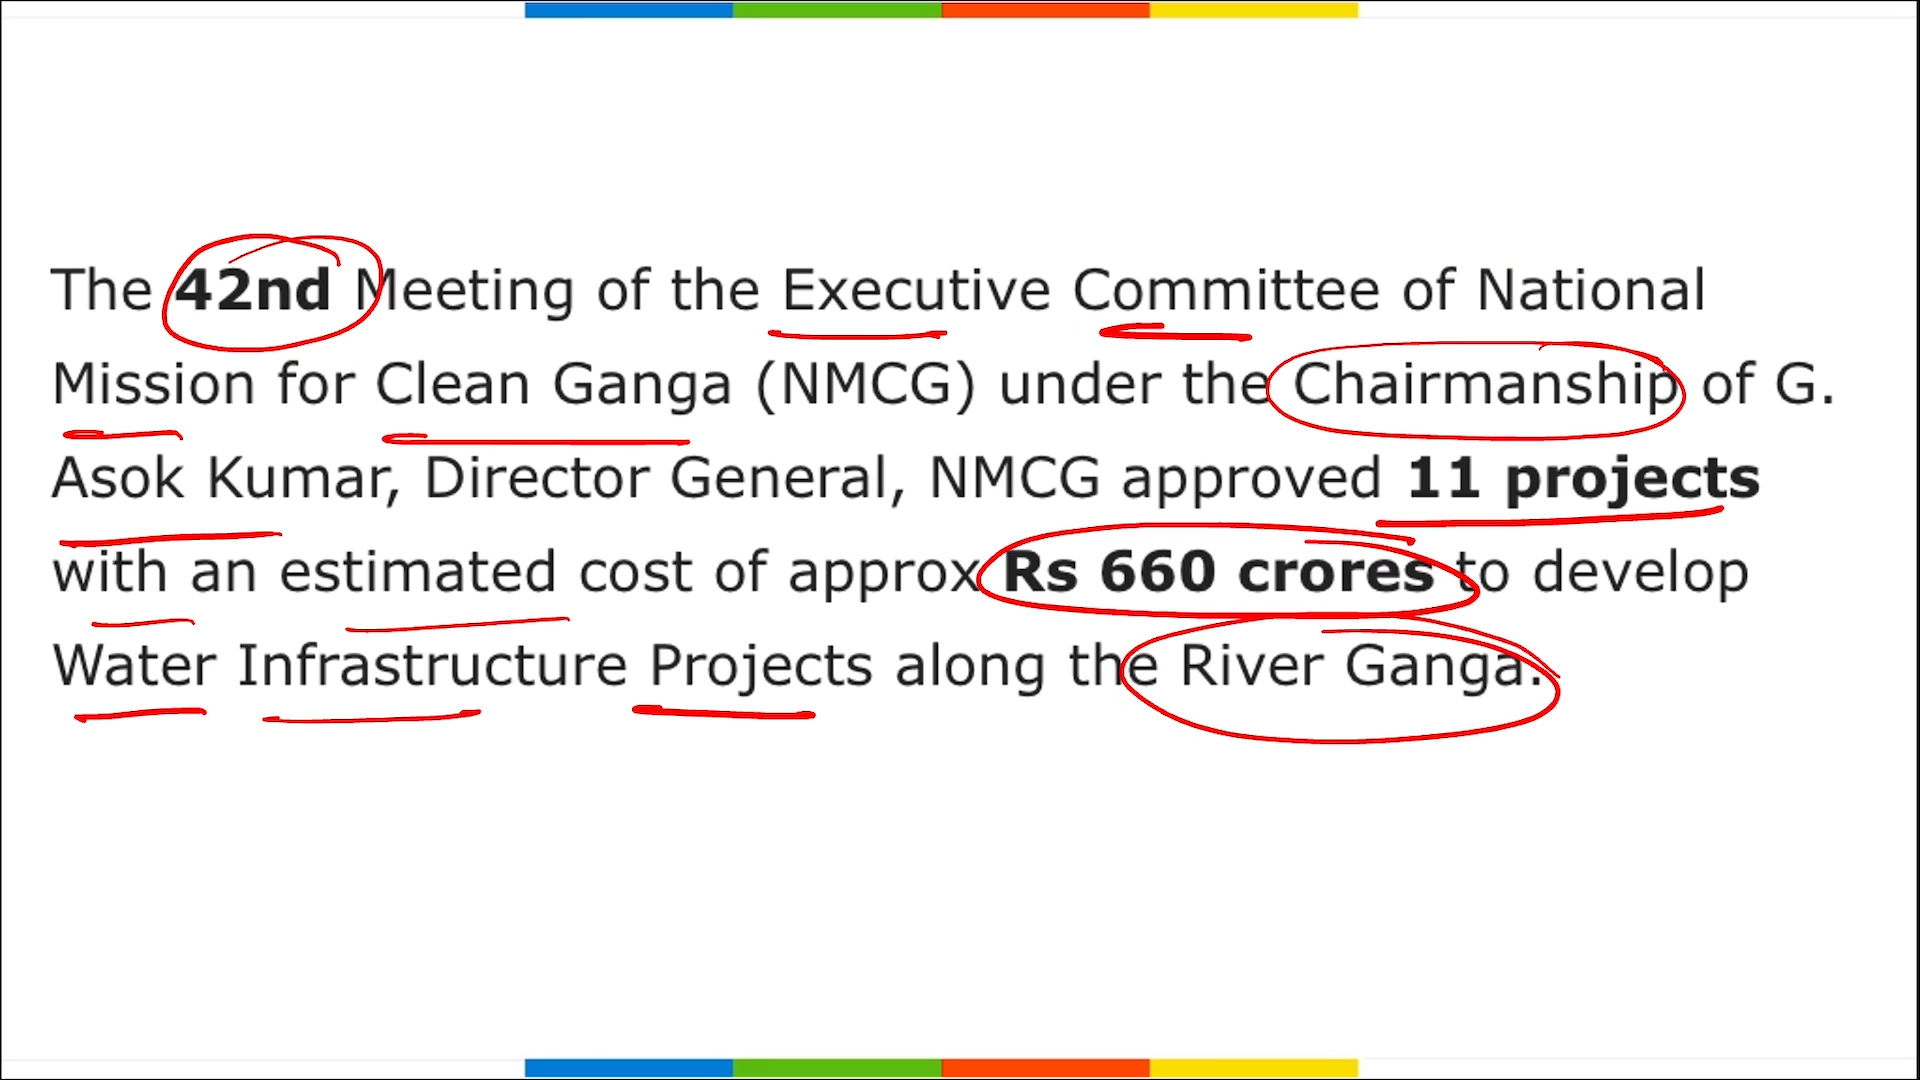 The 42nd Meeting of the Executive Committee of National
Mission for Clean Ganga (NMCG) under the Chairmanship of G.
Asok Kumar, Director General, NMCG approved 11 projects
with an estimated cost of approx Rs 660 crores to develop
Water Infrastructure Projects along the River Ganga.